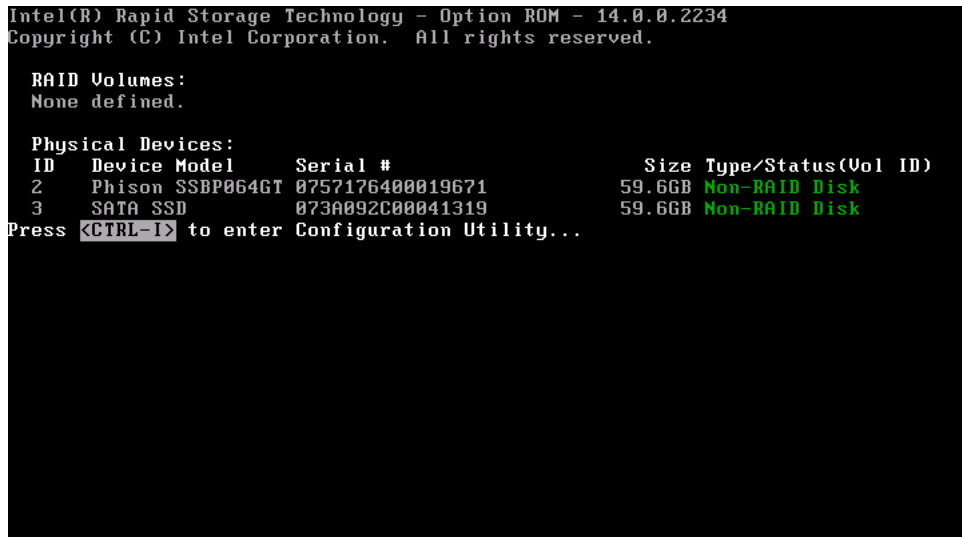 Intel(R) Rapid Storage Technology - Option ROM - 14.0.0.2234
Copyright (C) Intel Corporation.  All rights reserved.
RAID Volumes:
None defined.
Physical Devices:
ID   Device Model   Serial #   Size Type/Status(Vol ID)
2   Phison SSBP064GT 0757176400019671   59.6GB Non-RAID Disk
3   SATA SSD   073A092C00041319   59.6GB Non-RAID Disk
Press <CTRL-I> to enter Configuration Utility...